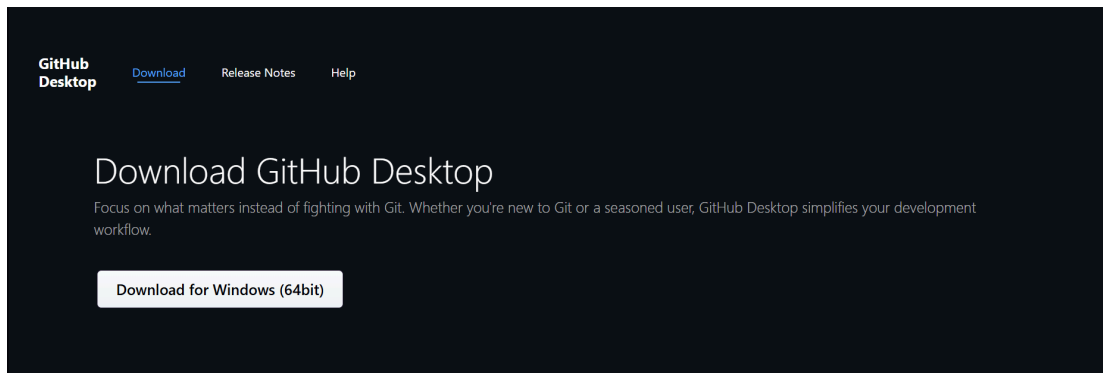 GitHub
Desktop
Download
Release Notes
Help
Download GitHub Desktop
Focus on what matters instead of fighting with Git. Whether you're new to Git or a seasoned user, GitHub Desktop simplifies your development
workflow.
Download for Windows (64bit)